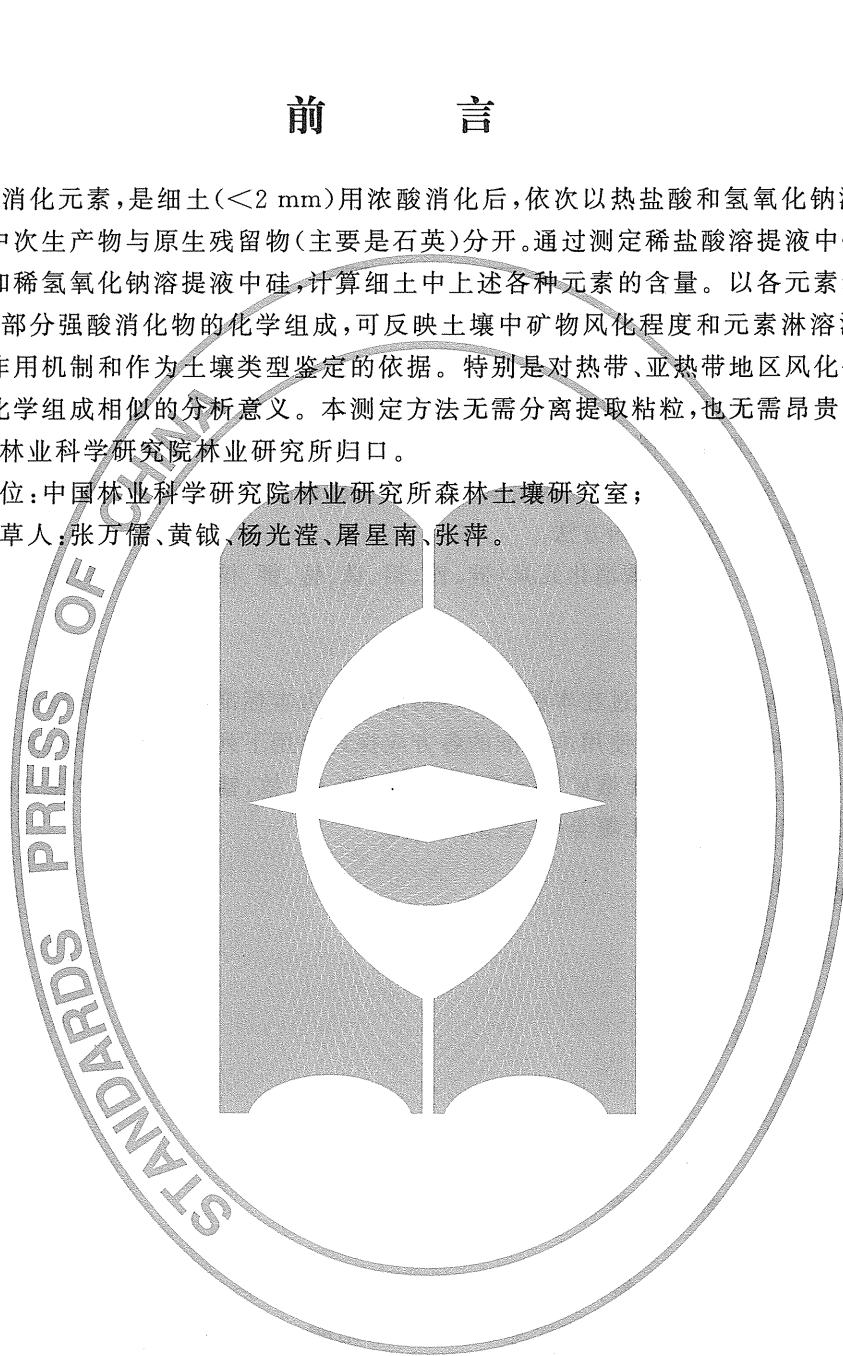 前 言
消化元素,是细土(<2 mm)用浓酸消化后,依次以热盐酸和氢氧化钠
中次生产物与原生残留物(主要是石英)分开。通过测定稀盐酸溶提液中
和稀氢氧化钠溶提液中硅,计算细土中上述各种元素的含量。以各元素
部分强酸消化物的化学组成,可反映土壤中矿物风化程度和元素淋溶
作用机制和作为土壤类型鉴定的依据。特别是对热带、亚热带地区风化
化学组成相似的分析意义。本测定方法无需分离提取粘粒,也无需昂贵
林业科学研究院林业研究所归口。
位:中国林业科学研究院林业研究所森林土壤研究室;
草人:张万儒、黄钺、杨光滢、屠星南、张萍。
STANDARDS PRESS OF CHINA